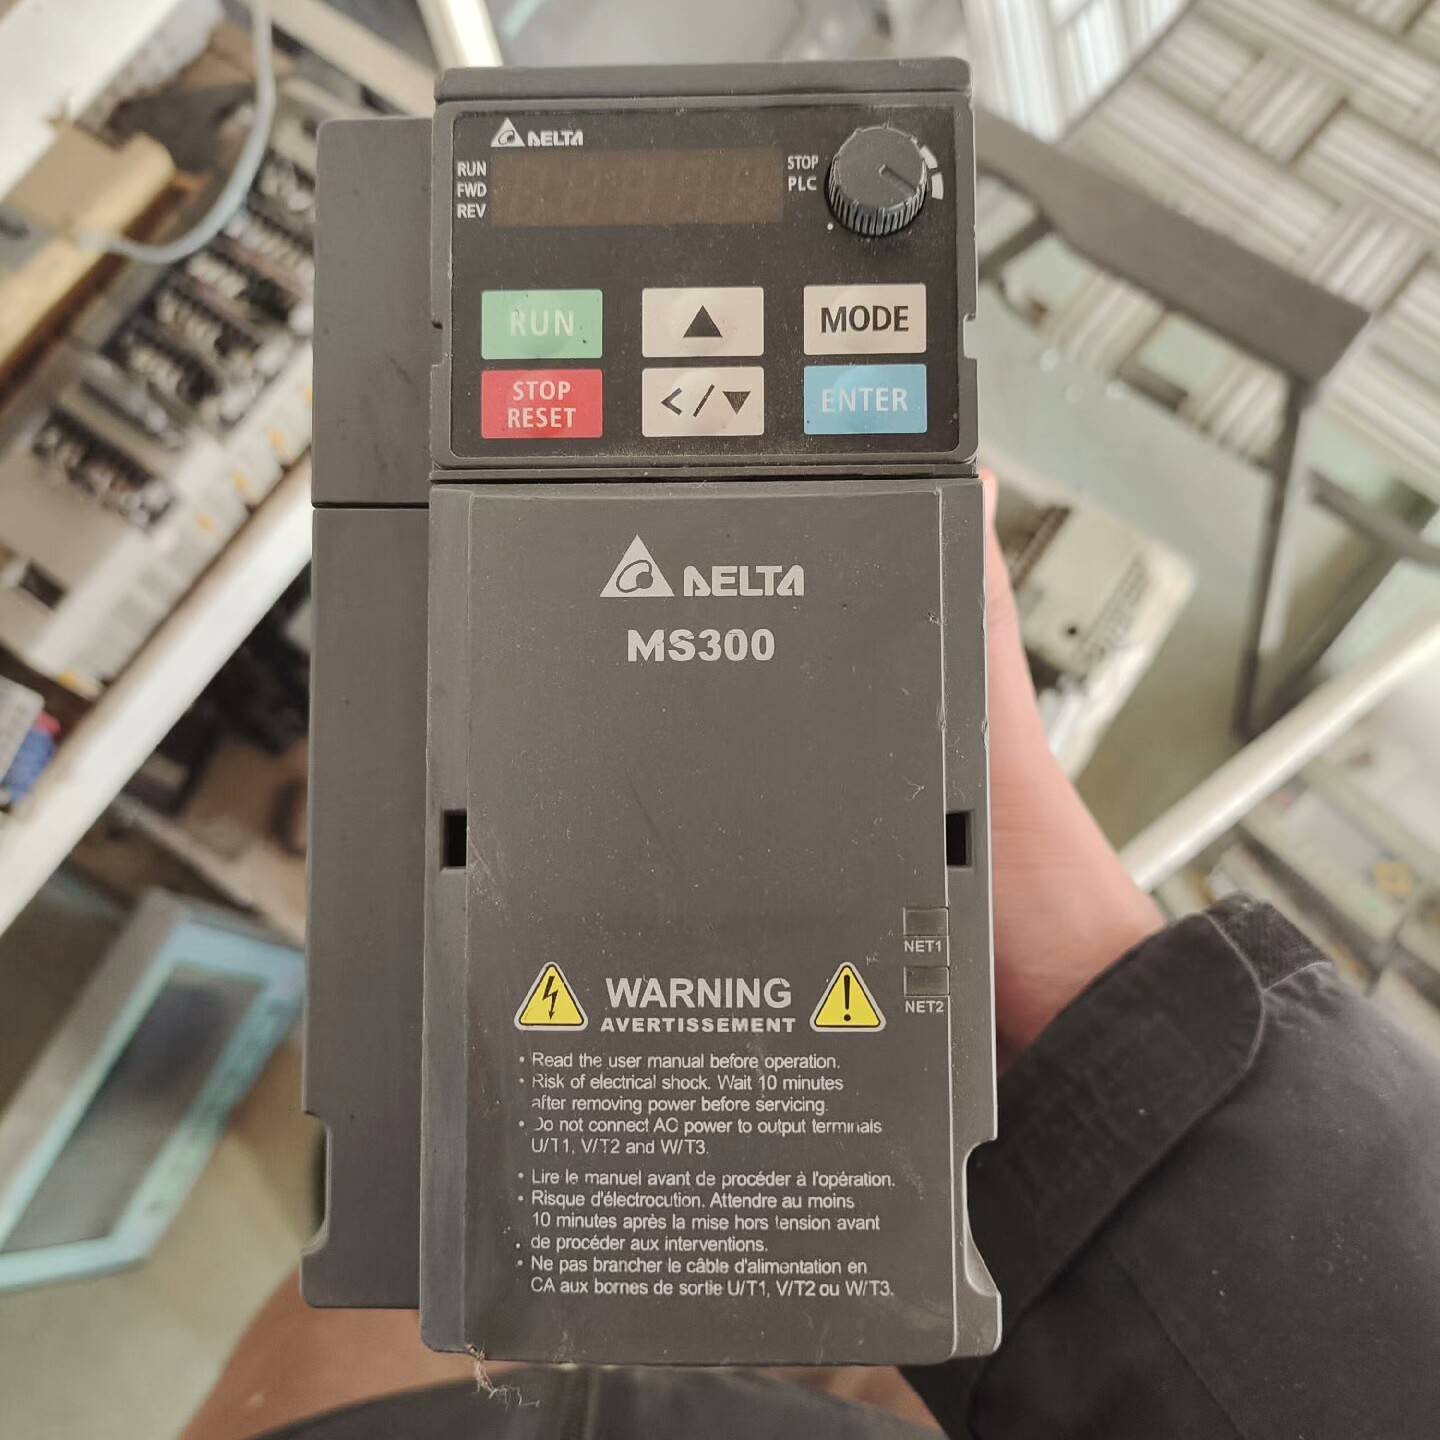 DELTA
RUN
FWD
REV
STOP
PLC
RUN
MODE
STOP
RESET
</
ENTER
DELTA
MS300
NET1
NET2
WARNING
AVERTISSEMENT
• Read the user manual before operation.
• Risk of electrical shock. Wait 10 minutes
after removing power before servicing.
• Do not connect AC power to output terminals
U/T1, V/T2 and W/T3.
• Lire le manuel avant de procéder à l'opération.
• Risque d'électrocution. Attendre au moins
10 minutes après la mise hors tension avant
de procéder aux interventions.
• Ne pas brancher le câble d'alimentation en
CA aux bornes de sortie U/T1, V/T2 ou W/T3.